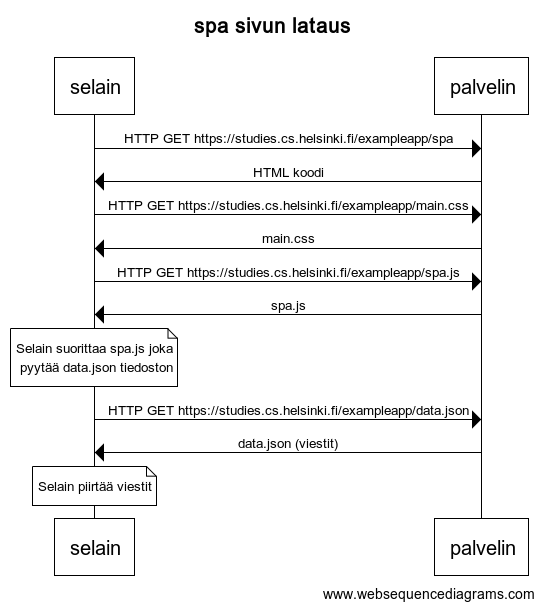 spa sivun lataus
selain
palvelin
HTTP GET https://studies.cs.helsinki.fi/exampleapp/spa
HTML koodi
HTTP GET https://studies.cs.helsinki.fi/exampleapp/main.css
main.css
HTTP GET https://studies.cs.helsinki.fi/exampleapp/spa.js
spa.js
Selain suorittaa spa.js joka
pyytää data.json tiedoston
HTTP GET https://studies.cs.helsinki.fi/exampleapp/data.json
data.json (viestit)
Selain piirtää viestit
selain
palvelin
www.websequencediagrams.com